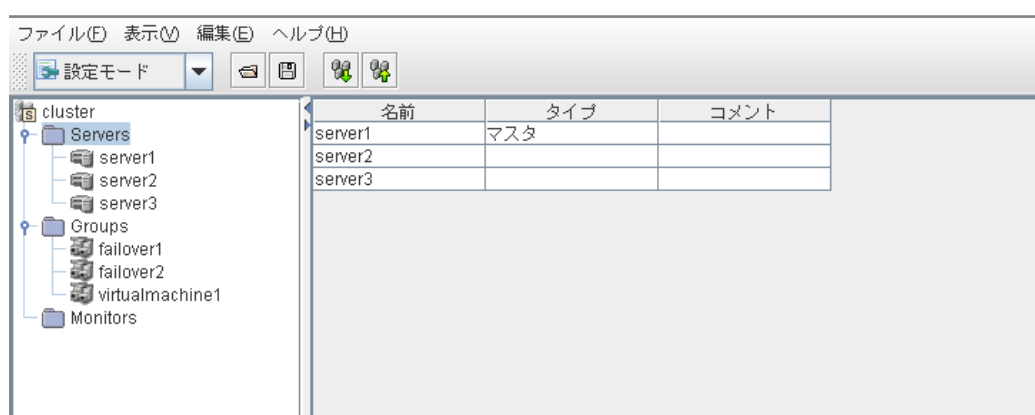 ファイル(F) 表示(V) 編集(E) ヘルプ(H)
設定モード
cluster
Servers
server1
server2
server3
Groups
failover1
failover2
virtualmachine1
Monitors
名前 タイプ コメント
server1 マスタ
server2
server3